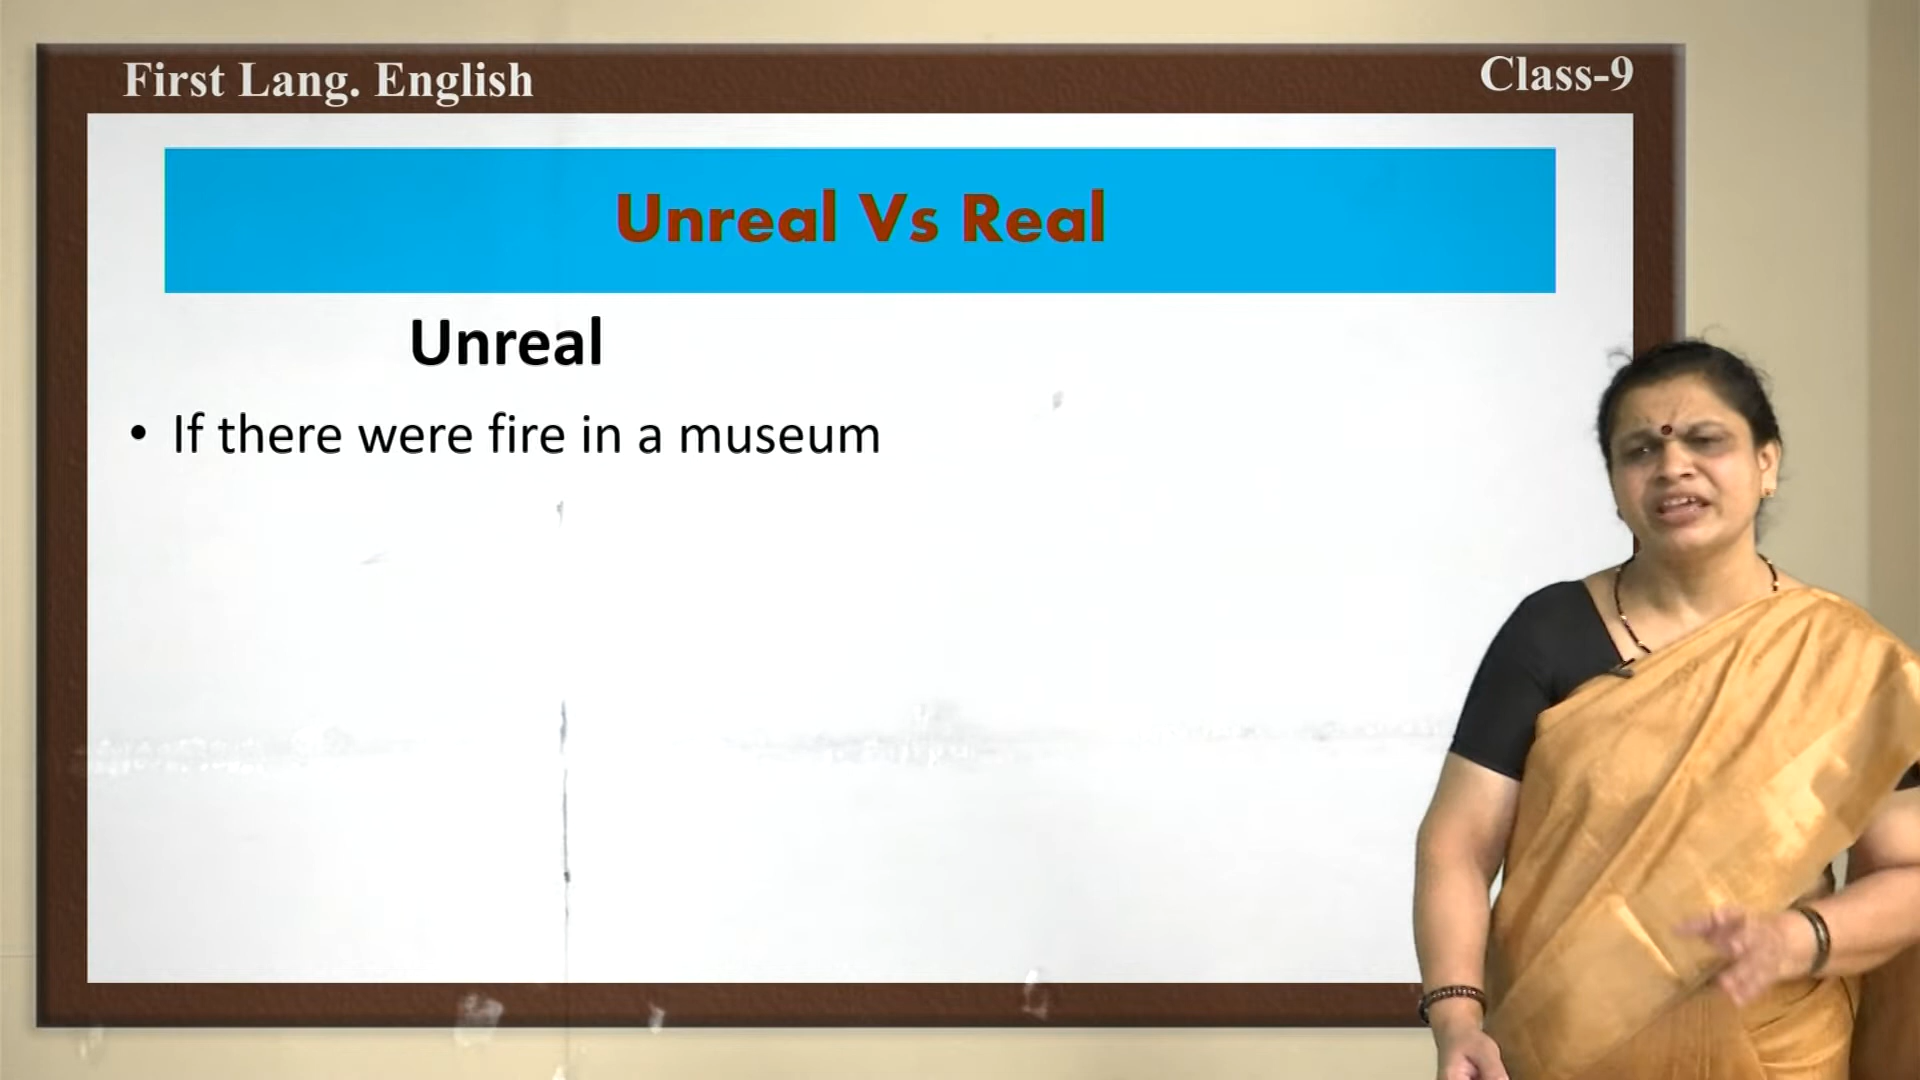 First Lang. English
Class-9
Unreal Vs Real
Unreal
• If there were fire in a museum